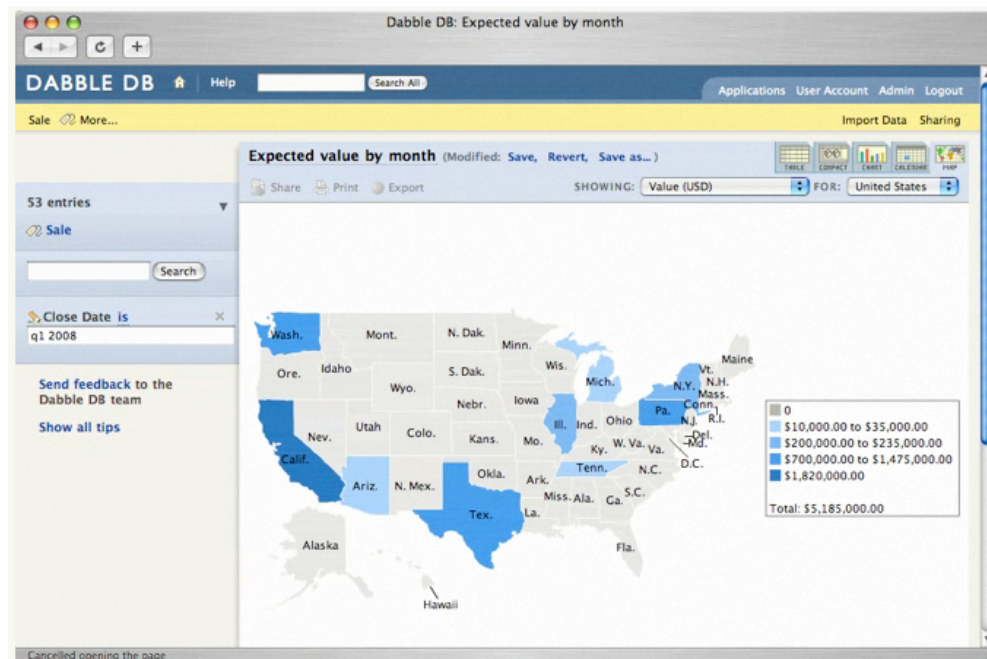 Dabble DB: Expected value by month
DABBLE DB Help Search All
Applications User Account Admin Logout
Sale More... Import Data Sharing
Expected value by month (Modified: Save, Revert, Save as... )
TABLE COMPACT CHART CALENDAR MAP
Share Print Export SHOWING: Value (USD) FOR: United States
53 entries
Sale
Search
Close Date is
q1 2008
Send feedback to the
Dabble DB team
Show all tips
Wash. Mont. N. Dak. Minn. Maine
Ore. Idaho S. Dak. Wis. Mich. Vt.
N.H.
Wyo. N.Y. Mass.
Nebr. Iowa Pa. Conn.
R.I.
Nev. Utah Colo. Ill. Ind. Ohio N.J.
Kans. Mo. W. Va. Va. Del.
Md.
Calif. Ky. D.C.
Ariz. N. Mex. Okla. Ark. Tenn. N.C.
Tex. La. Miss. Ala. Ga. S.C.
Alaska Fla.
Hawaii
0
$10,000.00 to $35,000.00
$200,000.00 to $235,000.00
$700,000.00 to $1,475,000.00
$1,820,000.00
Total: $5,185,000.00
Cancelled opening the page